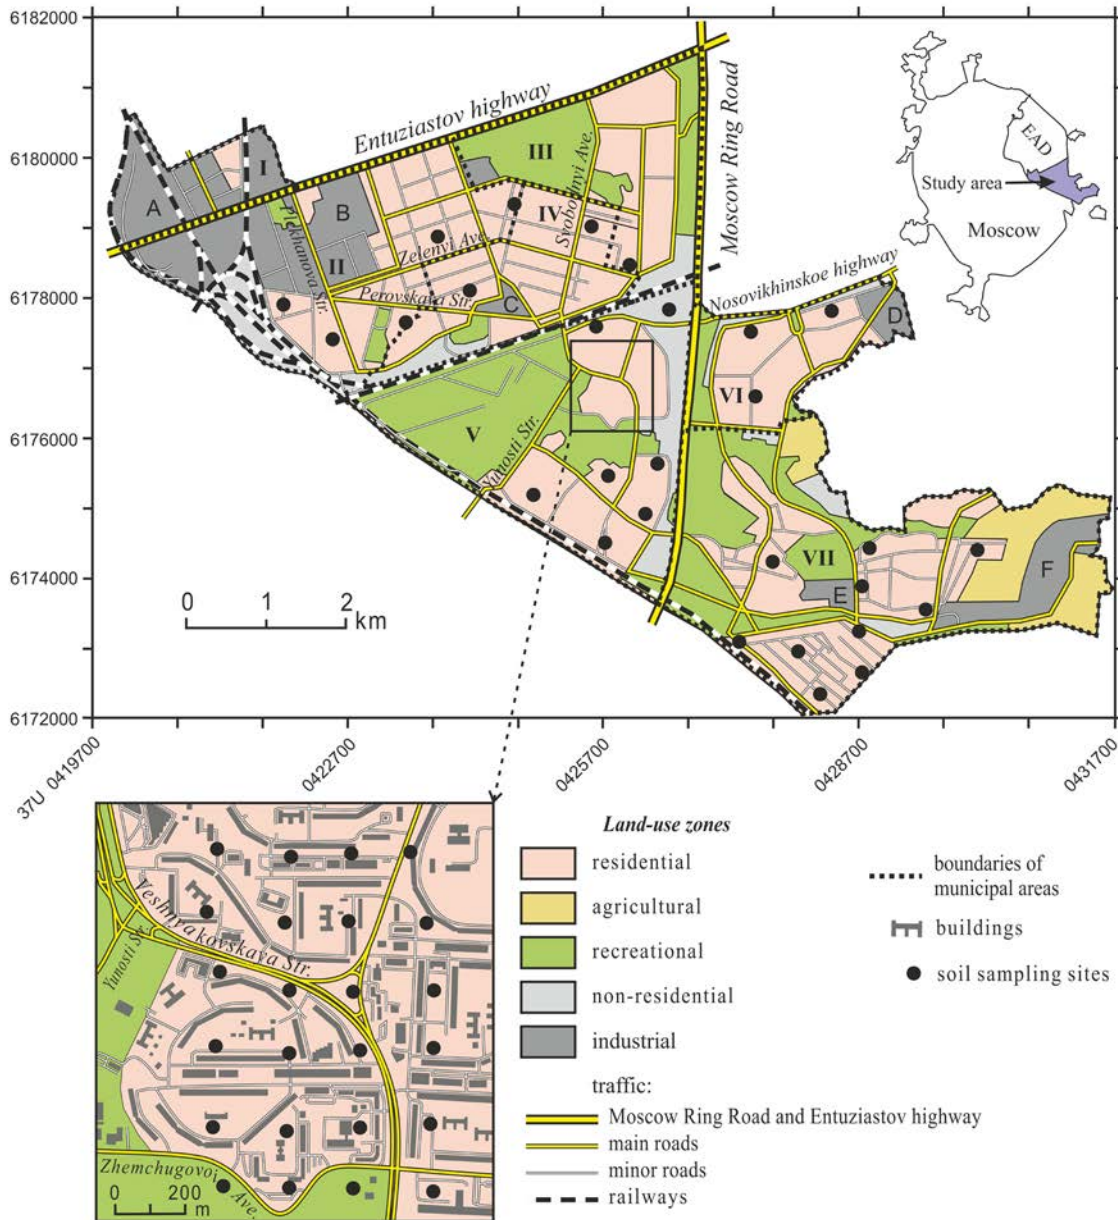 6182000
6180000
6178000
6176000
6174000
6172000
37U 0419700
0422700
0425700
0428700
0431700
Entuziastov highway
Moscow Ring Road
EAD
Study area
Moscow
I
A
B
III
Svobodnyi Ave.
IV
Plekhanova Str.
II
Zelenyi Ave.
Perovskaya Str.
C
Nosovikhinskoe highway
D
VI
V
Yunosti Str.
VII
E
F
0 1 2
km
Veshnyakovskaya Str.
Yunosti Str.
Zhemchugovoj
Ave.
0 200
m
Land-use zones
residential
agricultural
recreational
non-residential
industrial
traffic:
Moscow Ring Road and Entuziastov highway
main roads
minor roads
railways
boundaries of
municipal areas
buildings
soil sampling sites